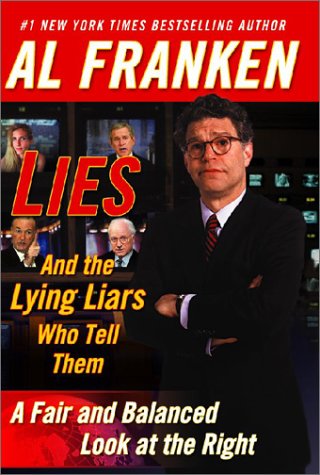 #1 NEW YORK TIMES BESTSELLING AUTHOR
AL FRANKEN
LIES
And the
Lying Liars
Who Tell
Them
A Fair and Balanced
Look at the Right